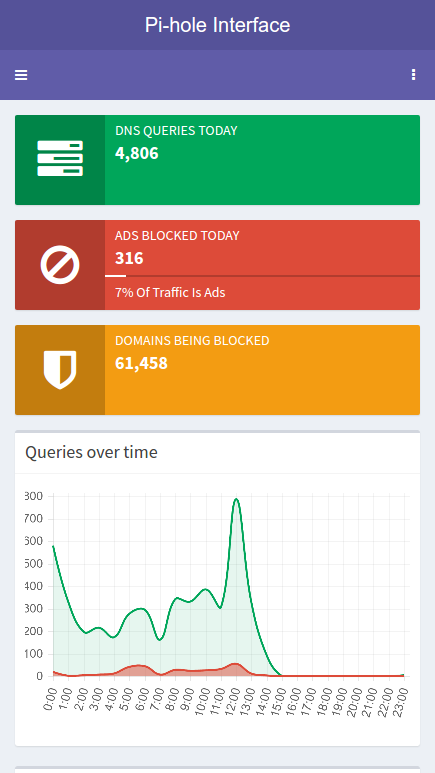 Pi-hole Interface
DNS QUERIES TODAY
4,806
ADS BLOCKED TODAY
316
7% Of Traffic Is Ads
DOMAINS BEING BLOCKED
61,458
Queries over time
800
700
600
500
400
300
200
100
0
0:00 1:00 2:00 3:00 4:00 5:00 6:00 7:00 8:00 9:00 10:00 11:00 12:00 13:00 14:00 15:00 16:00 17:00 18:00 19:00 20:00 21:00 22:00 23:00